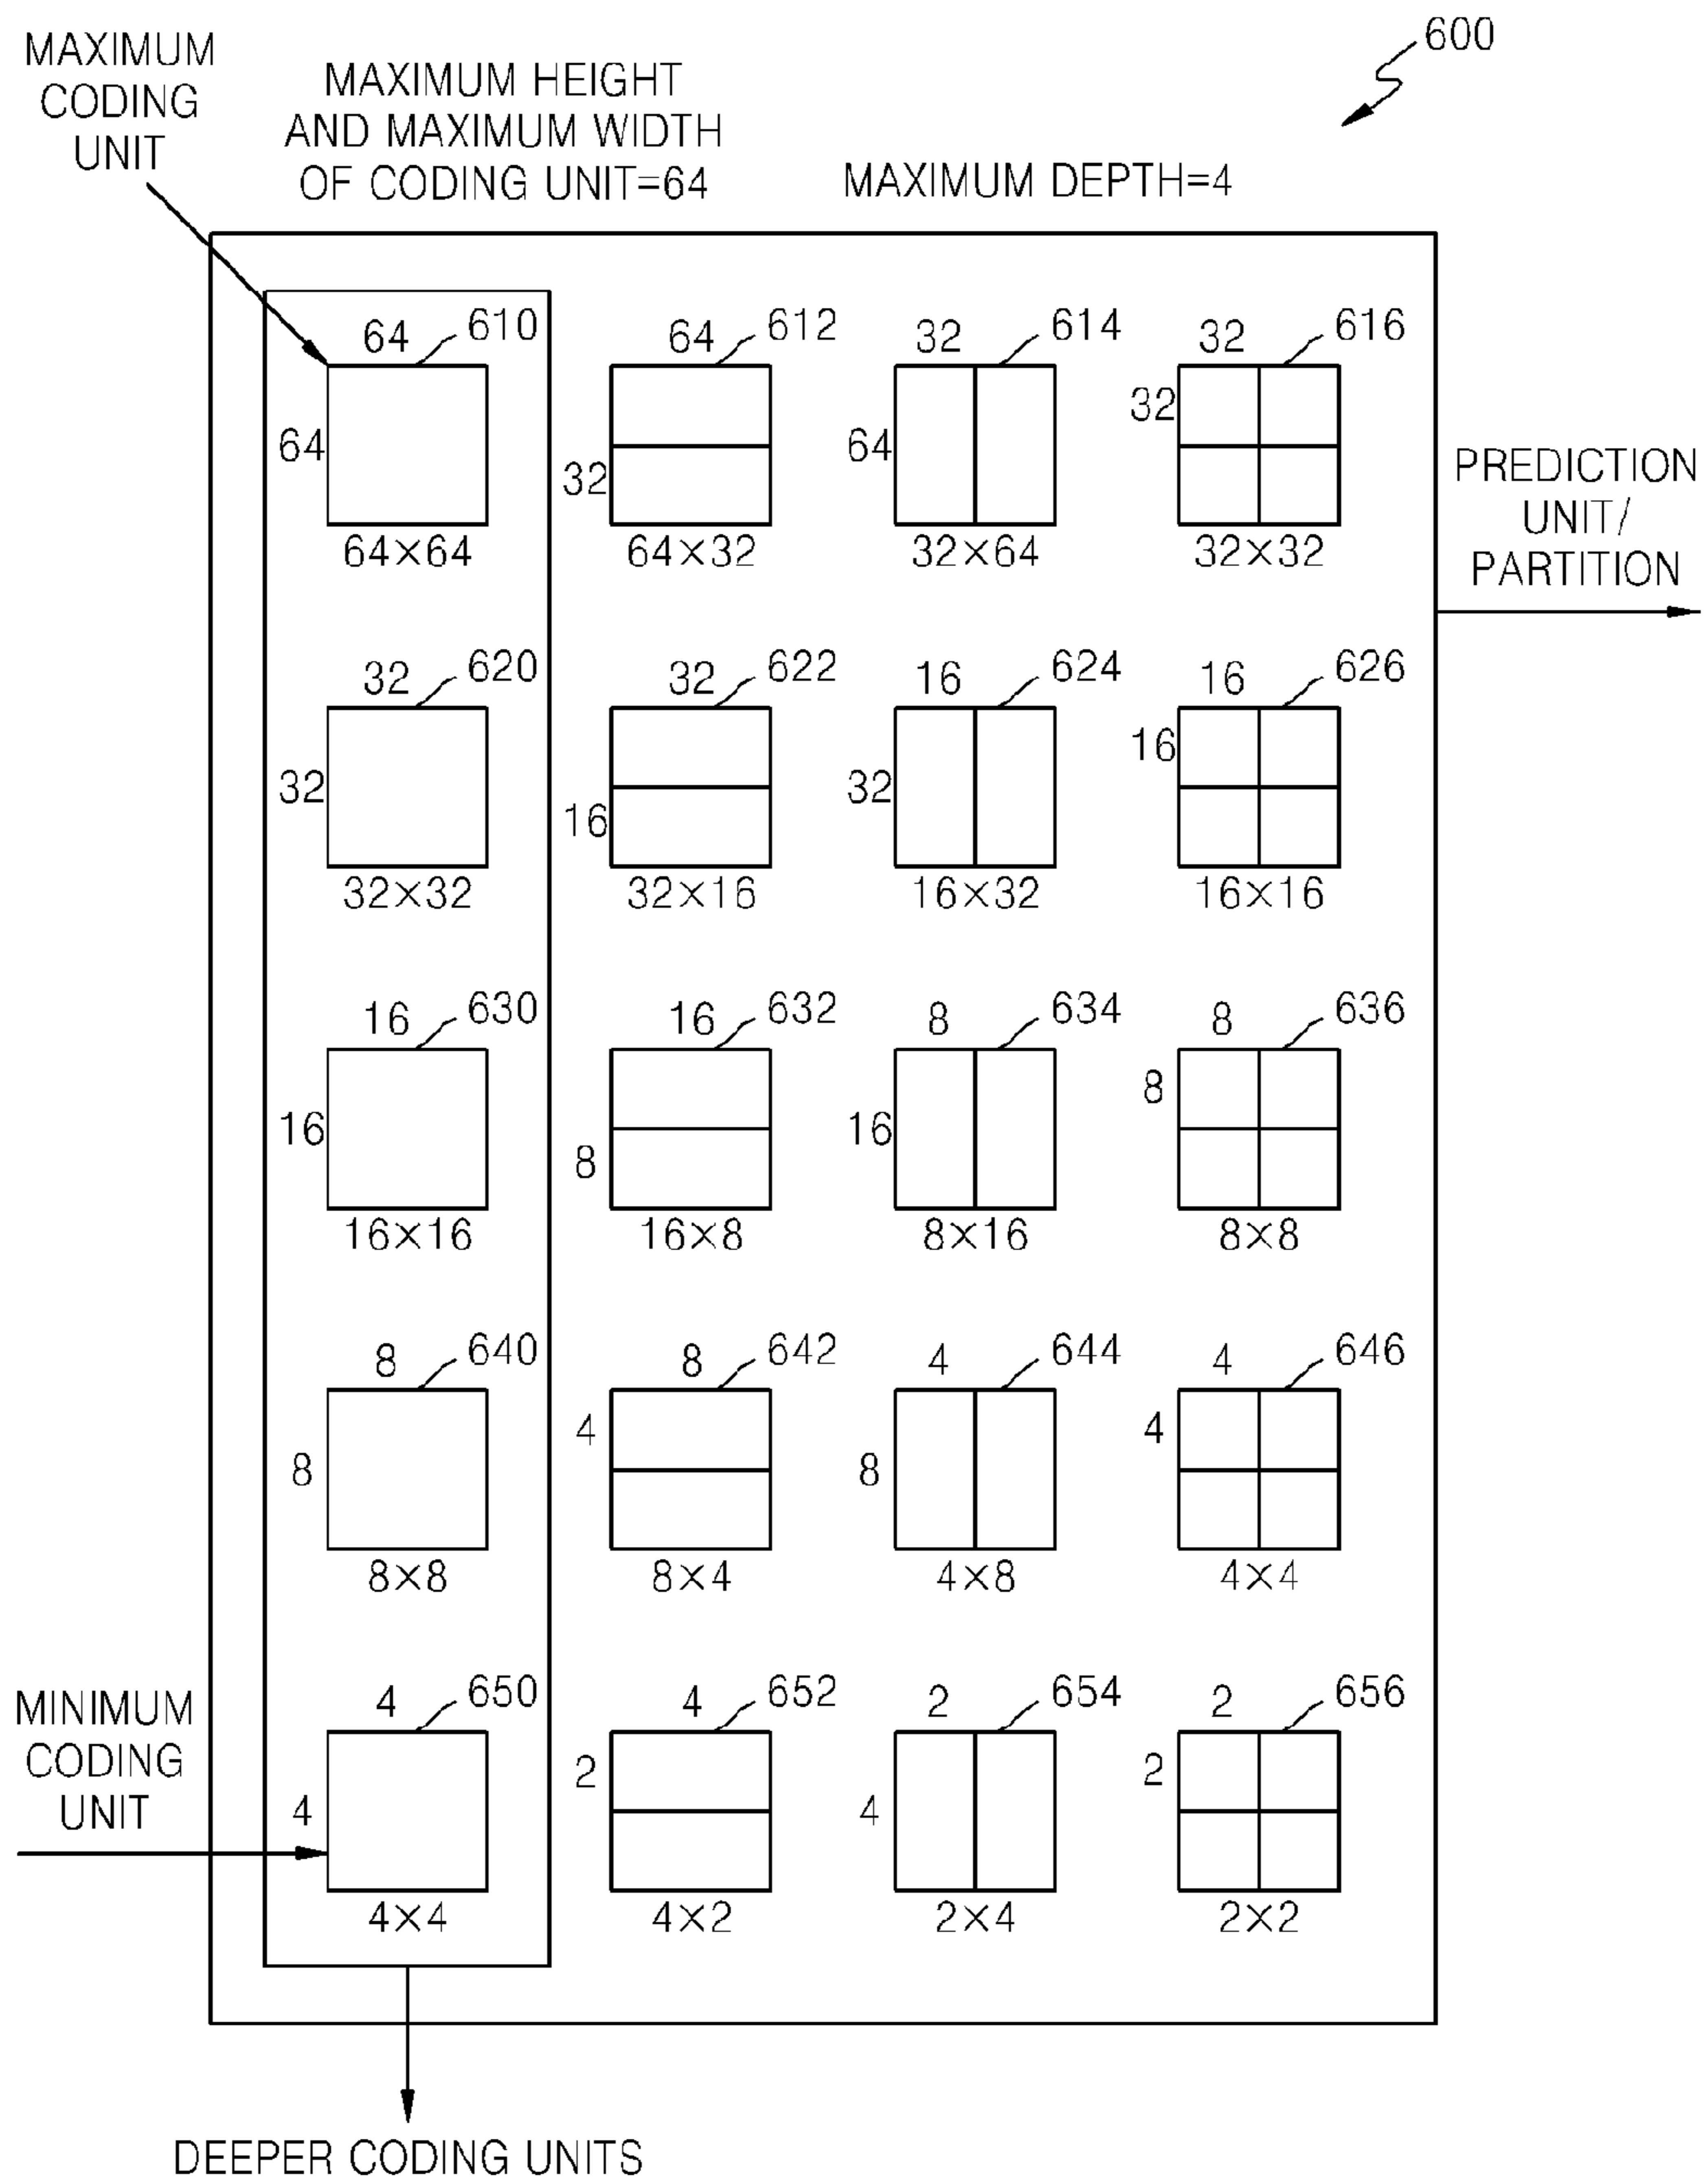 600
MAXIMUM
CODING
UNIT
MAXIMUM HEIGHT
AND MAXIMUM WIDTH
OF CODING UNIT=64
MAXIMUM DEPTH=4
64 610 64 612 32 614 32 616
64 32 64 32
64×64 64×32 32×64 32×32
PREDICTION
UNIT/
PARTITION
32 620 32 622 16 624 16 626
32 16 32 16
32×32 32×16 16×32 16×16
16 630 16 632 8 634 8 636
16 8 16 8
16×16 16×8 8×16 8×8
8 640 8 642 4 644 4 646
8 4 8 4
8×8 8×4 4×8 4×4
MINIMUM
CODING
UNIT
4 650 4 652 2 654 2 656
4 2 4 2
4×4 4×2 2×4 2×2
DEEPER CODING UNITS